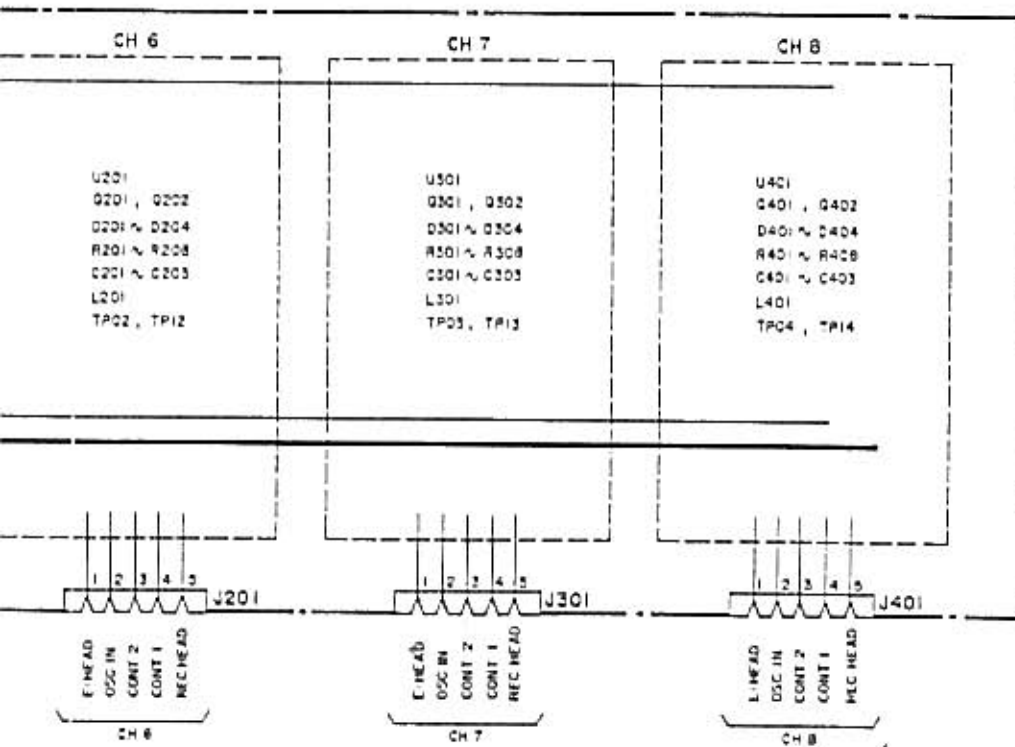 CH 6
CH 7
CH 8
U201
Q201, Q202
D201 ~ D204
R201 ~ R208
C201 ~ C203
L201
TP02, TP12
U301
Q301, Q302
D301 ~ D304
R301 ~ R308
C301 ~ C303
L301
TP03, TP13
U401
Q401, Q402
D401 ~ D404
R401 ~ R408
C401 ~ C403
L401
TP04, TP14
1 2 3 4 5
J201
1 2 3 4 5
J301
1 2 3 4 5
J401
E·HEAD
OSC IN
CONT 2
CONT 1
REC HEAD
E·HEAD
OSC IN
CONT 2
CONT 1
REC HEAD
E·HEAD
OSC IN
CONT 2
CONT 1
REC HEAD
CH 6
CH 7
CH 8